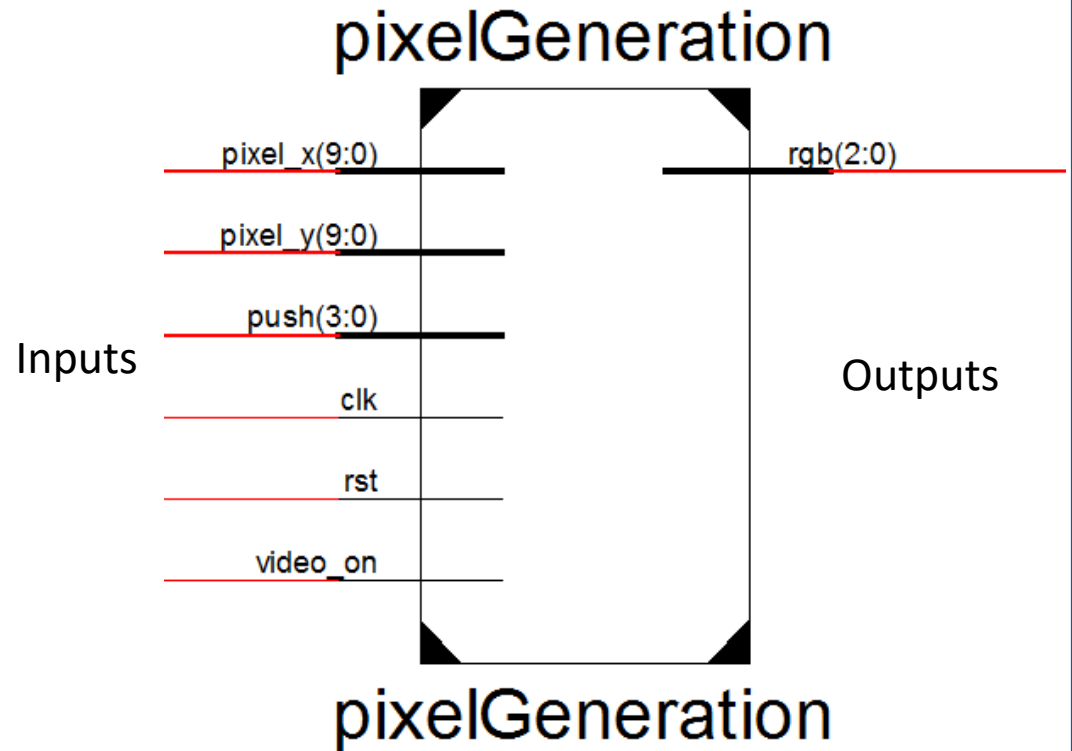 pixelGeneration
pixel_x(9:0)
rgb(2:0)
pixel_y(9:0)
push(3:0)
Inputs
Outputs
clk
rst
video_on
pixelGeneration